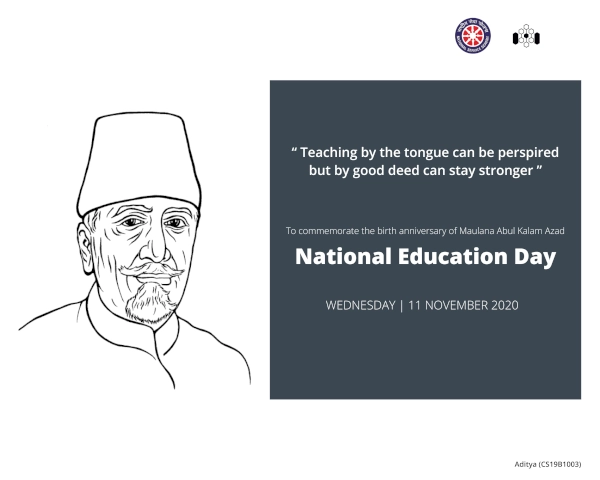 “ Teaching by the tongue can be perspired
but by good deed can stay stronger ”
To commemorate the birth anniversary of Maulana Abul Kalam Azad
National Education Day
WEDNESDAY | 11 NOVEMBER 2020
Aditya (CS19B1003)